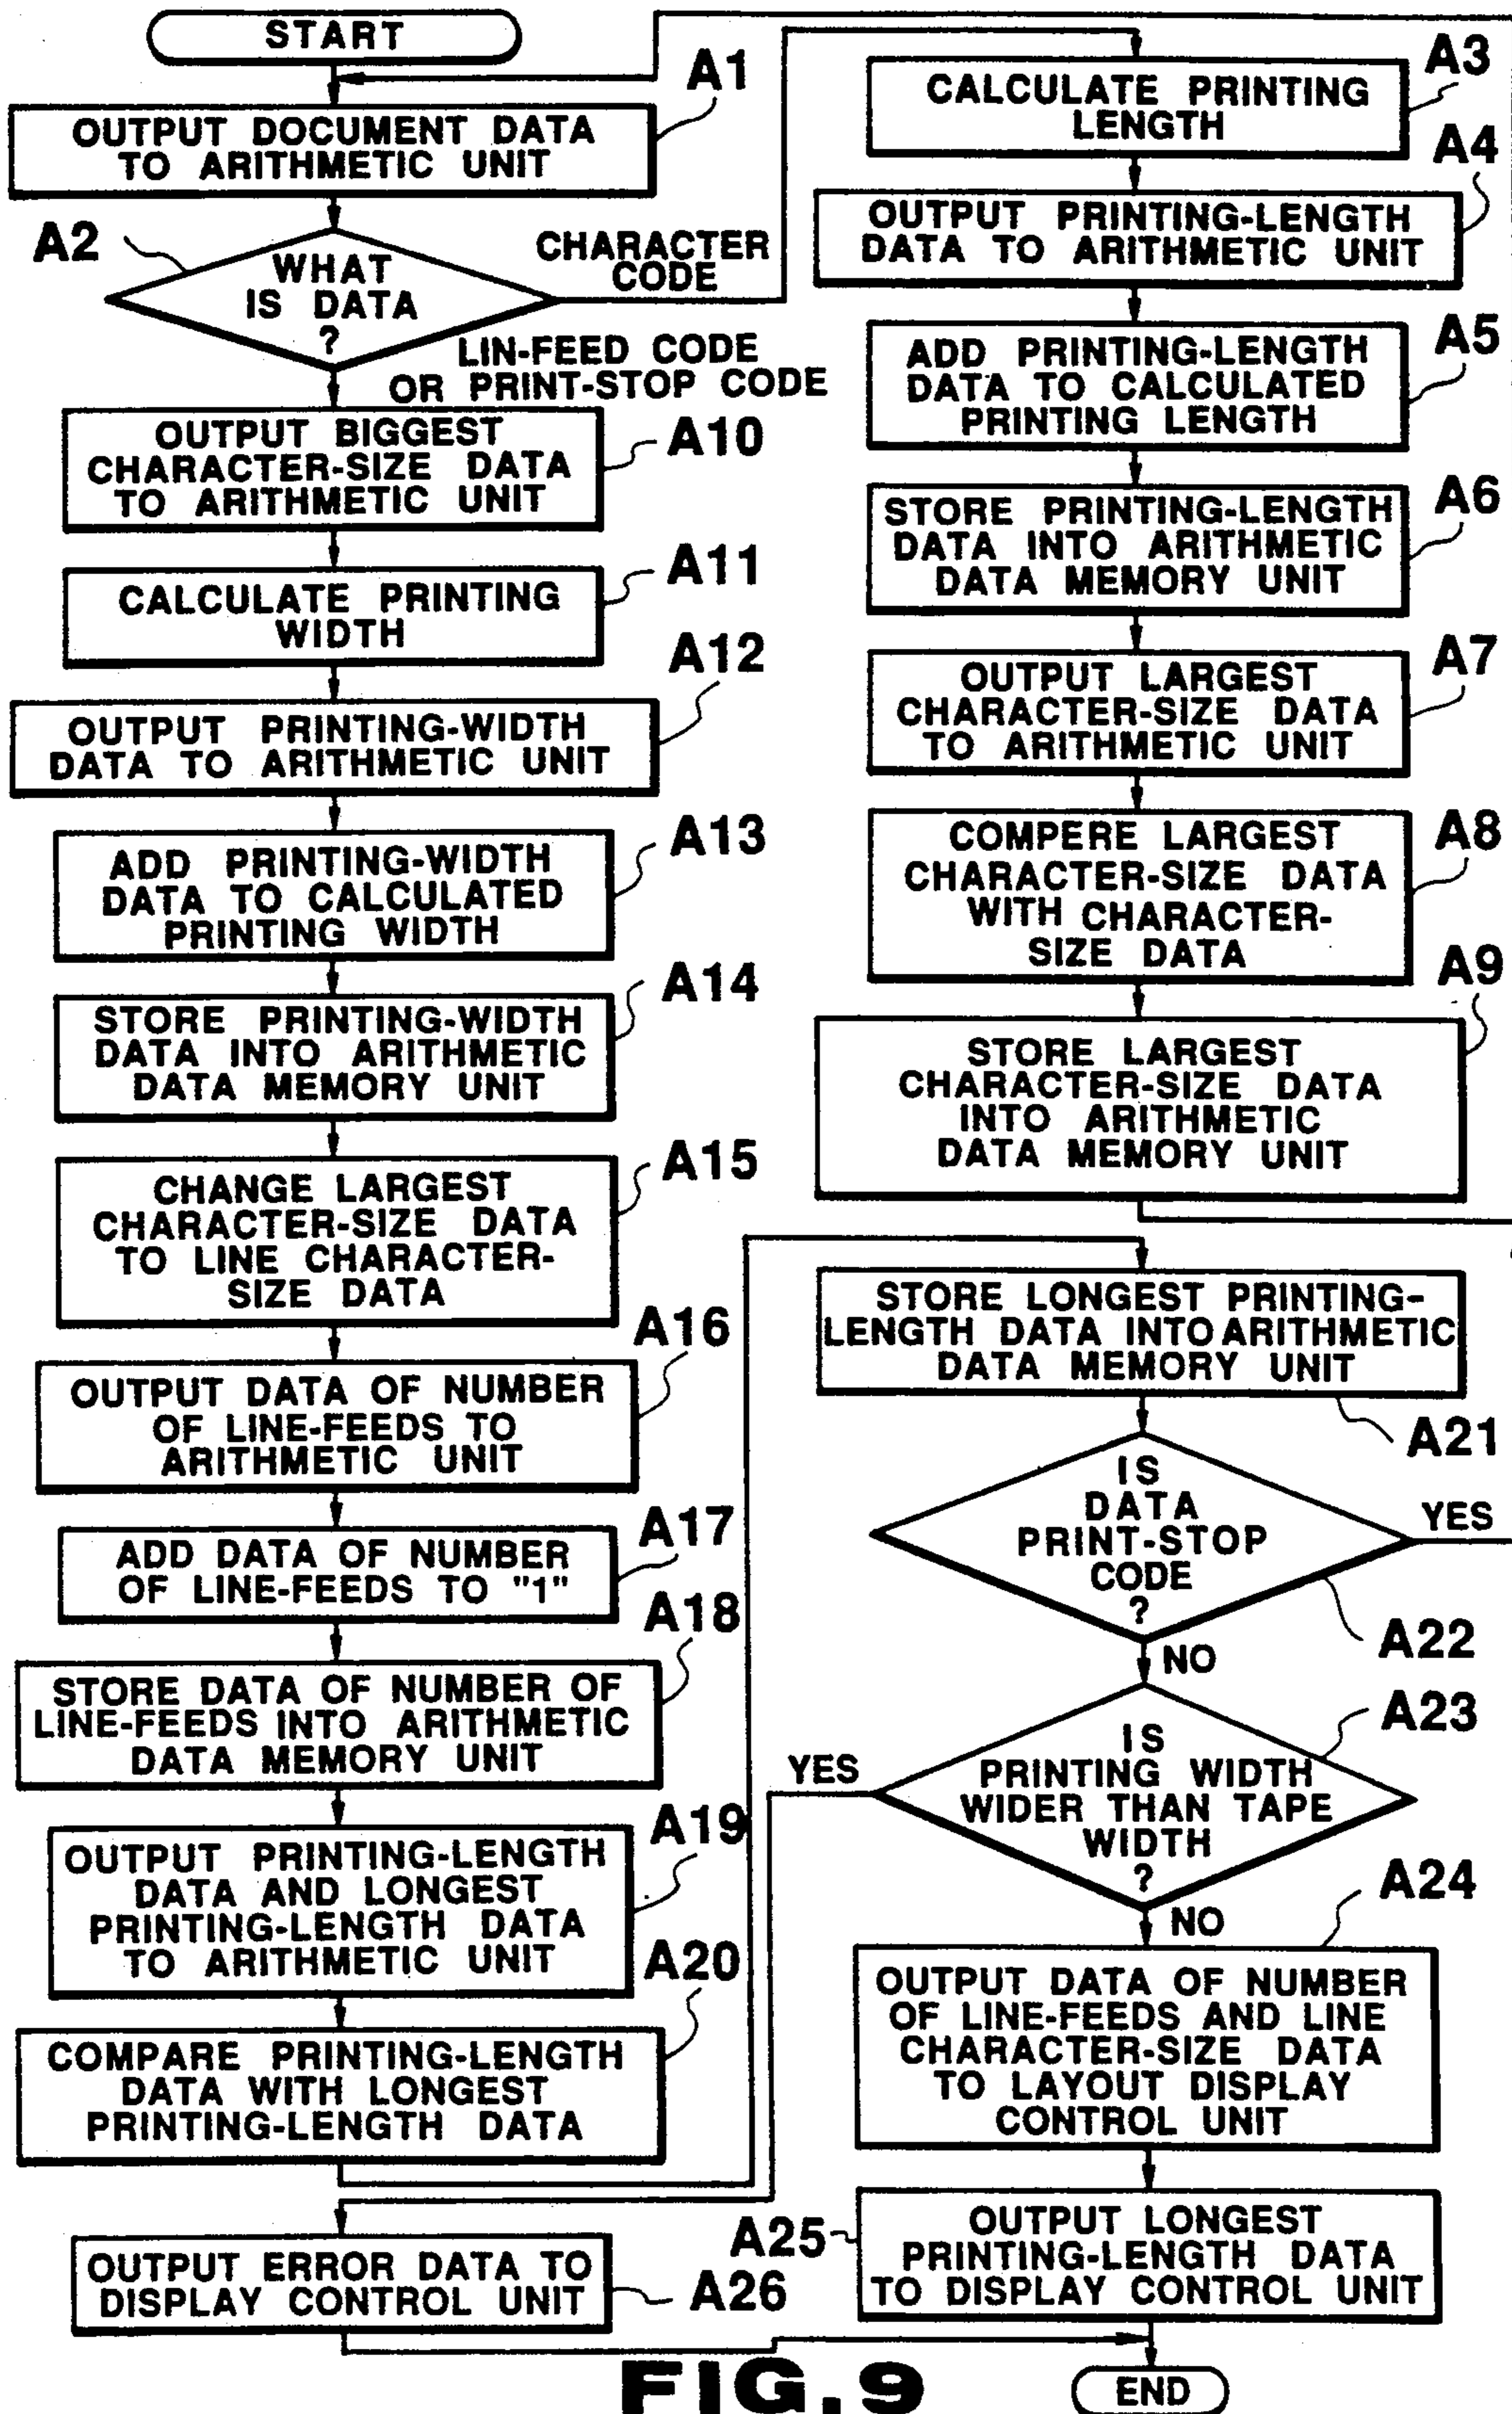 START
A1
OUTPUT DOCUMENT DATA
TO ARITHMETIC UNIT
A2
WHAT
IS DATA
?
CHARACTER
CODE
LIN-FEED CODE
OR PRINT-STOP CODE
OUTPUT BIGGEST
CHARACTER-SIZE DATA
TO ARITHMETIC UNIT
A10
CALCULATE PRINTING
WIDTH
A11
OUTPUT PRINTING-WIDTH
DATA TO ARITHMETIC UNIT
A12
ADD PRINTING-WIDTH
DATA TO CALCULATED
PRINTING WIDTH
A13
STORE PRINTING-WIDTH
DATA INTO ARITHMETIC
DATA MEMORY UNIT
A14
CHANGE LARGEST
CHARACTER-SIZE DATA
TO LINE CHARACTER-
SIZE DATA
A15
OUTPUT DATA OF NUMBER
OF LINE-FEEDS TO
ARITHMETIC UNIT
A16
ADD DATA OF NUMBER
OF LINE-FEEDS TO "1"
A17
STORE DATA OF NUMBER OF
LINE-FEEDS INTO ARITHMETIC
DATA MEMORY UNIT
A18
OUTPUT PRINTING-LENGTH
DATA AND LONGEST
PRINTING-LENGTH DATA
TO ARITHMETIC UNIT
A19
COMPARE PRINTING-LENGTH
DATA WITH LONGEST
PRINTING-LENGTH DATA
A20
OUTPUT ERROR DATA TO
DISPLAY CONTROL UNIT
A26
CALCULATE PRINTING
LENGTH
A3
OUTPUT PRINTING-LENGTH
DATA TO ARITHMETIC UNIT
A4
ADD PRINTING-LENGTH
DATA TO CALCULATED
PRINTING LENGTH
A5
STORE PRINTING-LENGTH
DATA INTO ARITHMETIC
DATA MEMORY UNIT
A6
OUTPUT LARGEST
CHARACTER-SIZE DATA
TO ARITHMETIC UNIT
A7
COMPERE LARGEST
CHARACTER-SIZE DATA
WITH CHARACTER-
SIZE DATA
A8
STORE LARGEST
CHARACTER-SIZE DATA
INTO ARITHMETIC
DATA MEMORY UNIT
A9
STORE LONGEST PRINTING-
LENGTH DATA INTO ARITHMETIC
DATA MEMORY UNIT
A21
IS
DATA
PRINT-STOP
CODE
?
YES
A22
NO
IS
PRINTING WIDTH
WIDER THAN TAPE
WIDTH
?
A23
YES
NO
A24
OUTPUT DATA OF NUMBER
OF LINE-FEEDS AND LINE
CHARACTER-SIZE DATA
TO LAYOUT DISPLAY
CONTROL UNIT
A25
OUTPUT LONGEST
PRINTING-LENGTH DATA
TO DISPLAY CONTROL UNIT
END
FIG.9